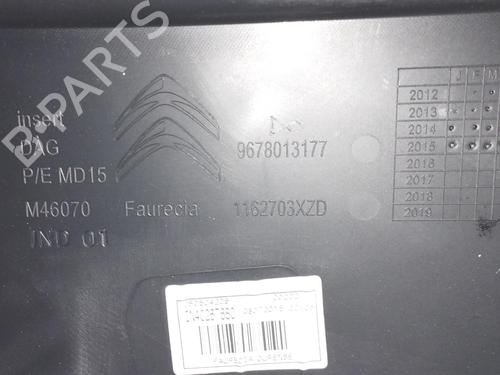 insert
DAG
P/E MD15
M46070 Faurecia
IND 01
9678013177
1162703XZD
J F M
2012
2013
2014
2015
2016
2017
2018
2019
B-PARTS